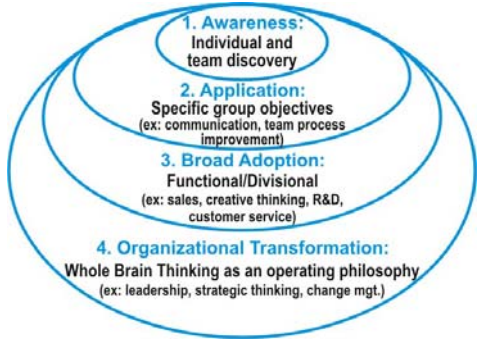 1. Awareness:
Individual and
team discovery
2. Application:
Specific group objectives
(ex: communication, team process
improvement)
3. Broad Adoption:
Functional/Divisional
(ex: sales, creative thinking, R&D,
customer service)
4. Organizational Transformation:
Whole Brain Thinking as an operating philosophy
(ex: leadership, strategic thinking, change mgt.)